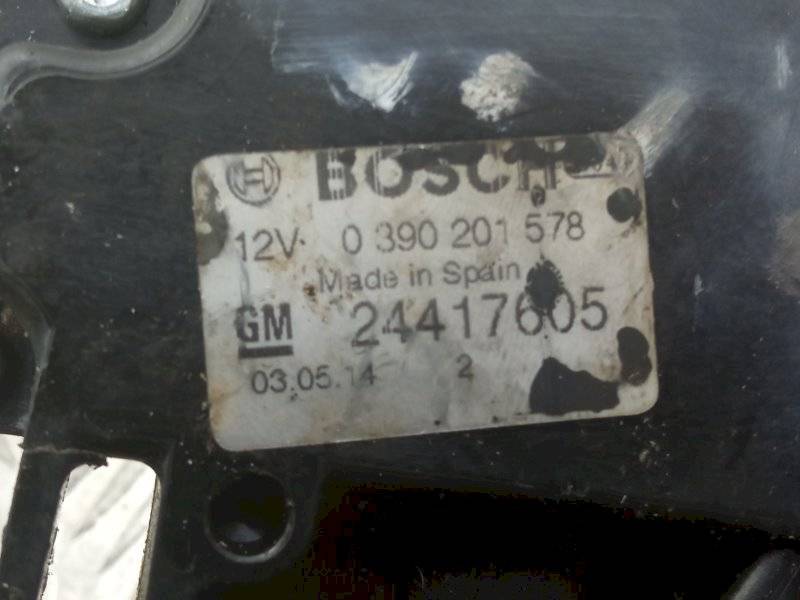 BOSCH
12V 0 390 201 578
Made in Spain
GM 24417605
03.05.14 2